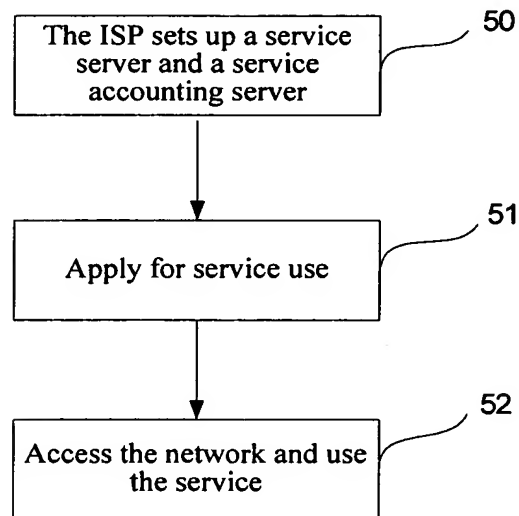 The ISP sets up a service
server and a service
accounting server
50
Apply for service use
51
Access the network and use
the service
52